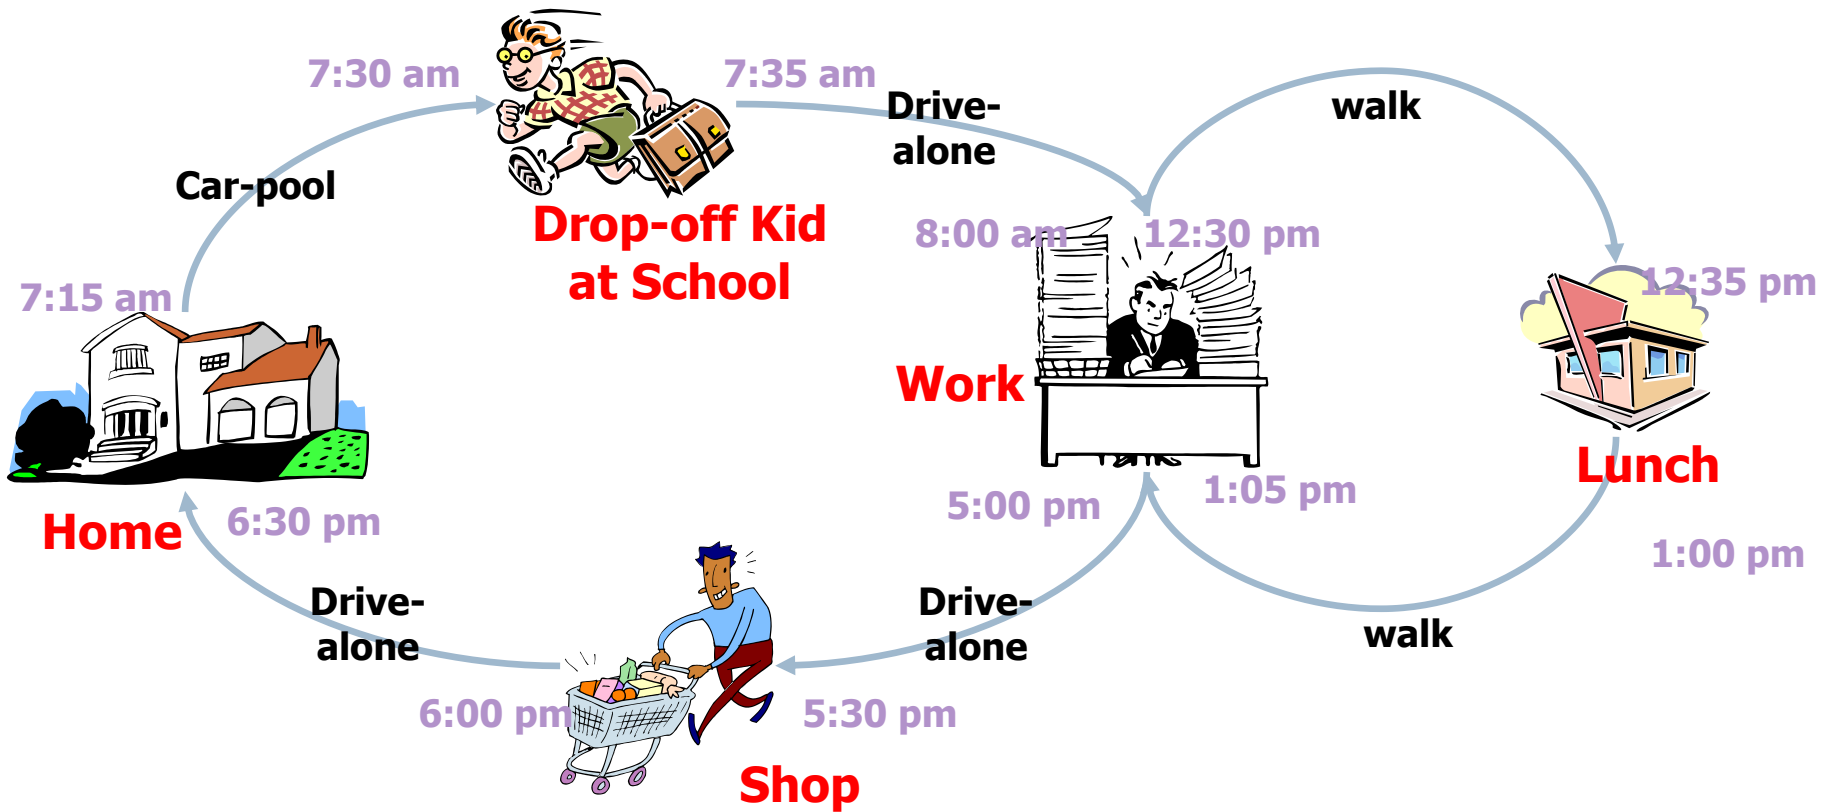 7:30 am
7:35 am
Drive-
alone
walk
Car-pool
Drop-off Kid
at School
8:00 am
12:30 pm
7:15 am
12:35 pm
Work
Lunch
Home
6:30 pm
5:00 pm
1:05 pm
1:00 pm
Drive-
alone
Drive-
alone
walk
6:00 pm
5:30 pm
Shop